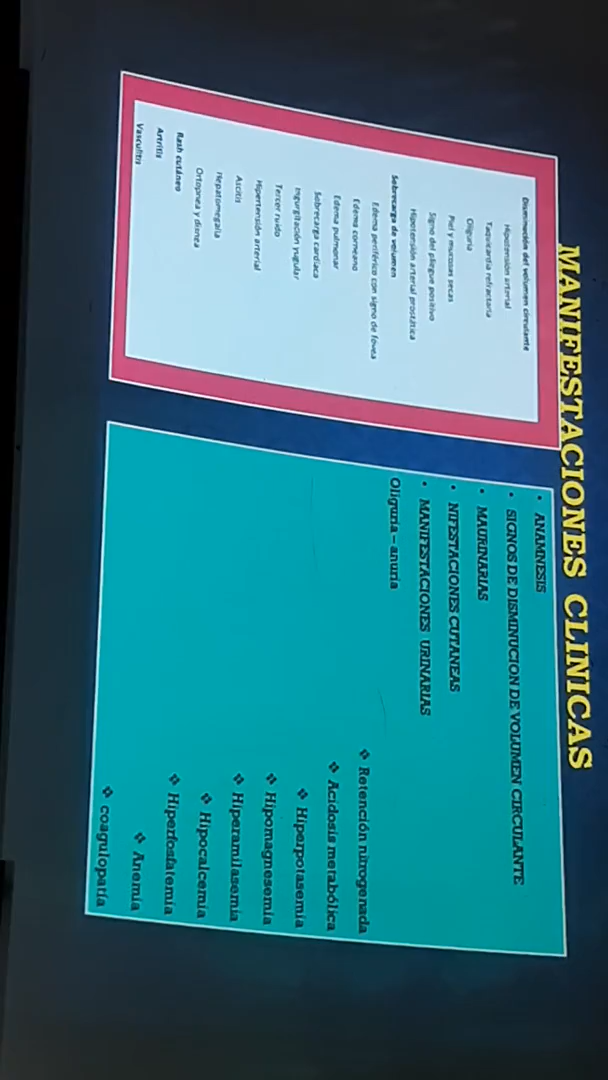 MANIFESTACIONES CLINICAS
Disminución del volumen circulante
Hipotensión arterial
Taquicardia refractaria
Oliguria
Piel y mucosas secas
Signo del pliegue positivo
Hipotensión arterial prostática
Sobrecarga de volumen
Edema periférico con signo de fovea
Edema corneano
Edema pulmonar
Sobrecarga cardíaca
Ingurgitación yugular
Tercer ruido
Hipertensión arterial
Ascitis
Hepatomegalia
Ortopnea y disnea
Rash cutáneo
Artritis
Vasculitis
• ANAMNESIS
• SIGNOS DE DISMINUCION DE VOLUMEN CIRCULANTE
• MAURINARIAS
• NIFESTACIONES CUTANEAS
• MANIFESTACIONES URINARIAS
Oliguria – anuria
❖ Retención nitrogenada
❖ Acidosis metabólica
❖ Hiperpotasemia
❖ Hipomagnesemia
❖ Hiperamilasemia
❖ Hipocalcemia
❖ Hiperfosfatemia
❖ Anemia
❖ coagulopatía